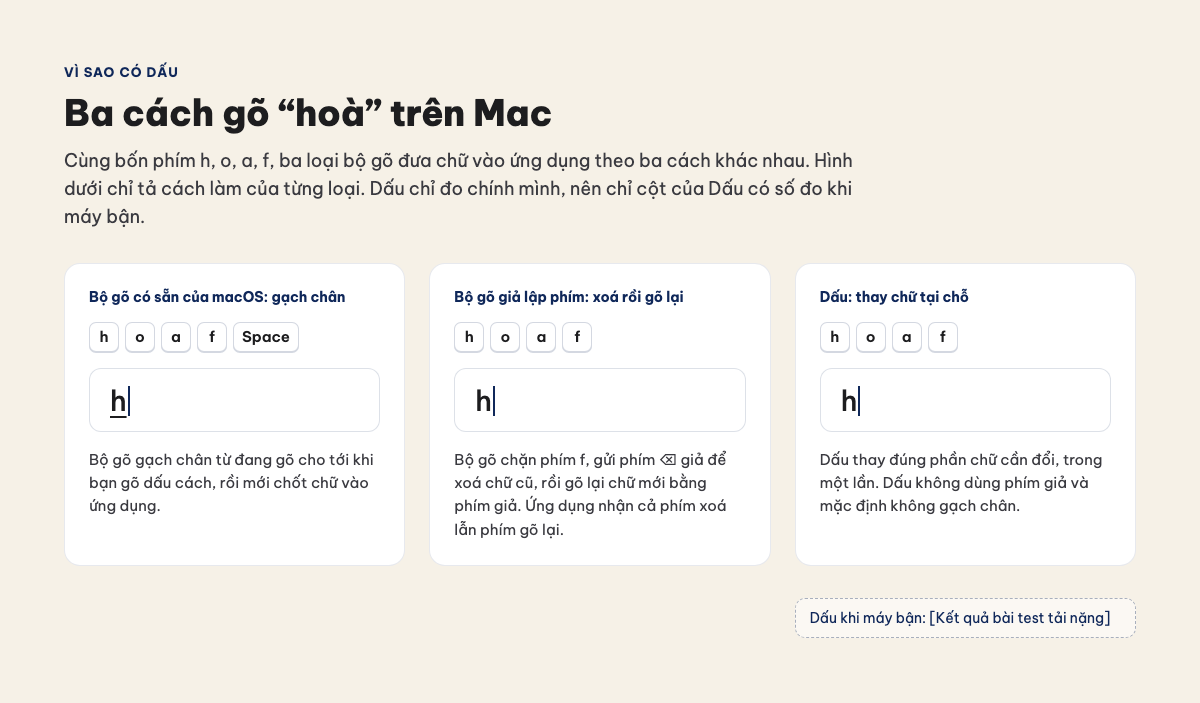 VÌ SAO CÓ DẤU
Ba cách gõ “hoà” trên Mac
Cùng bốn phím h, o, a, f, ba loại bộ gõ đưa chữ vào ứng dụng theo ba cách khác nhau. Hình
dưới chỉ tả cách làm của từng loại. Dấu chỉ đo chính mình, nên chỉ cột của Dấu có số đo khi
máy bận.
Bộ gõ có sẵn của macOS: gạch chân
h o a f Space
h
Bộ gõ gạch chân từ đang gõ cho tới khi
bạn gõ dấu cách, rồi mới chốt chữ vào
ứng dụng.
Bộ gõ giả lập phím: xoá rồi gõ lại
h o a f
h
Bộ gõ chặn phím f, gửi phím ⌫ giả để
xoá chữ cũ, rồi gõ lại chữ mới bằng
phím giả. Ứng dụng nhận cả phím xoá
lẫn phím gõ lại.
Dấu: thay chữ tại chỗ
h o a f
h
Dấu thay đúng phần chữ cần đổi, trong
một lần. Dấu không dùng phím giả và
mặc định không gạch chân.
Dấu khi máy bận: [Kết quả bài test tải nặng]